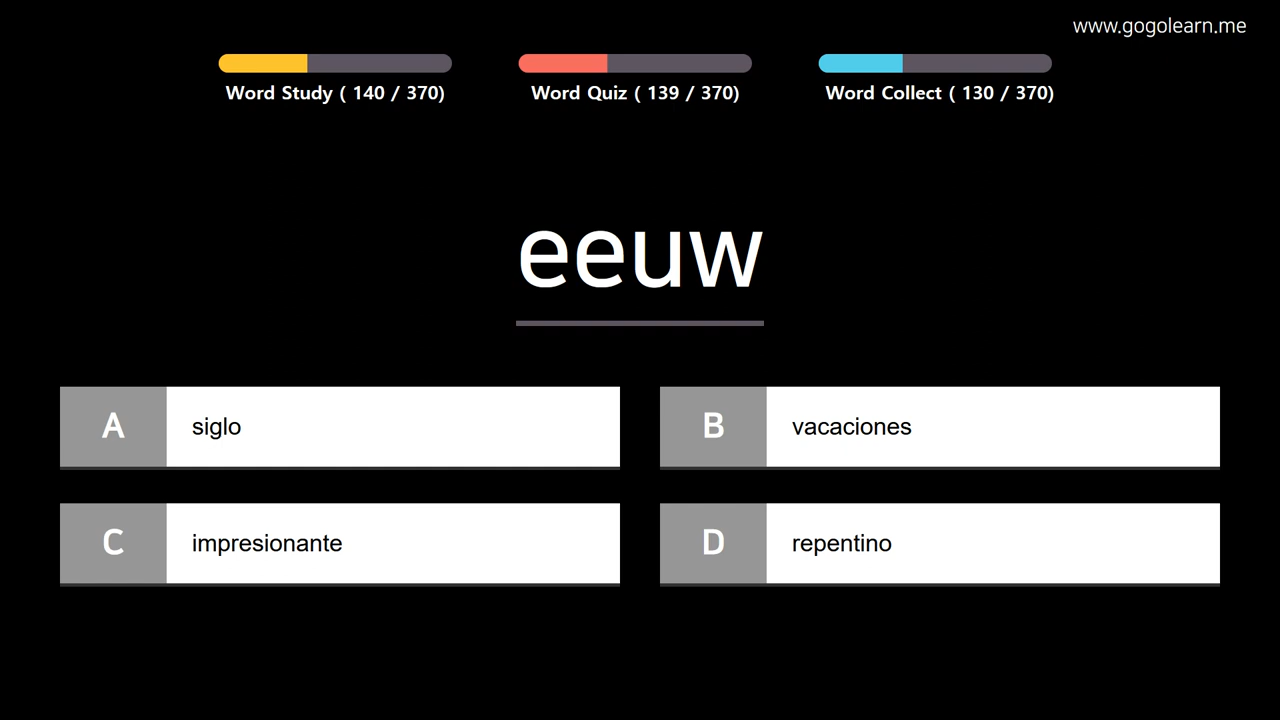 www.gogolearn.me
Word Study ( 140 / 370)
Word Quiz ( 139 / 370)
Word Collect ( 130 / 370)
eeuw
A siglo
B vacaciones
C impresionante
D repentino